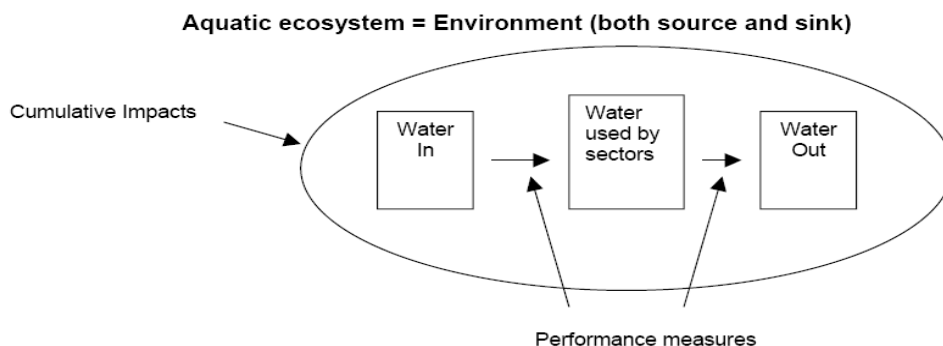 Aquatic ecosystem = Environment (both source and sink)
Cumulative Impacts
Water
In
Water
used by
sectors
Water
Out
Performance measures